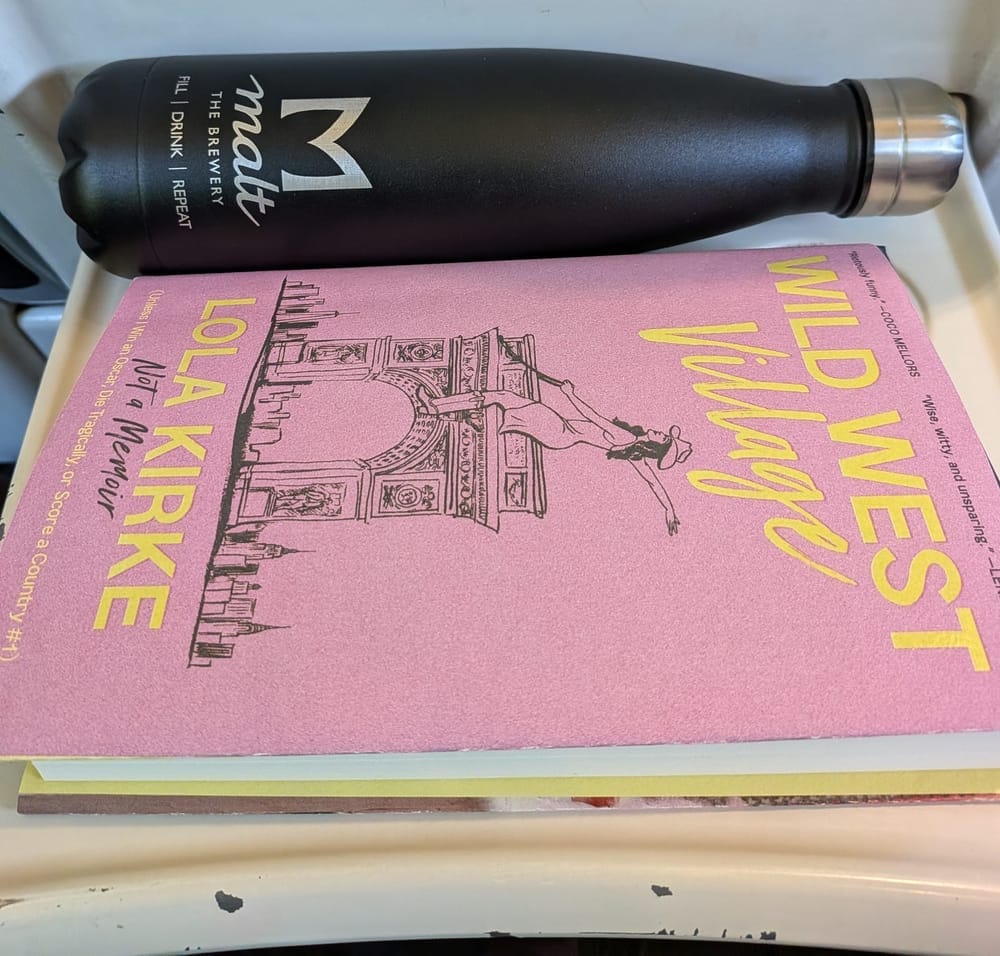 M
malt
THE BREWERY
FILL | DRINK | REPEAT
"Riotously funny." —COCO MELLORS
"Wise, witty, and unsparing."
WILD WEST
Village
LOLA KIRKE
Not a Memoir
(Unless I Win an Oscar, Die Tragically, or Score a Country #1)